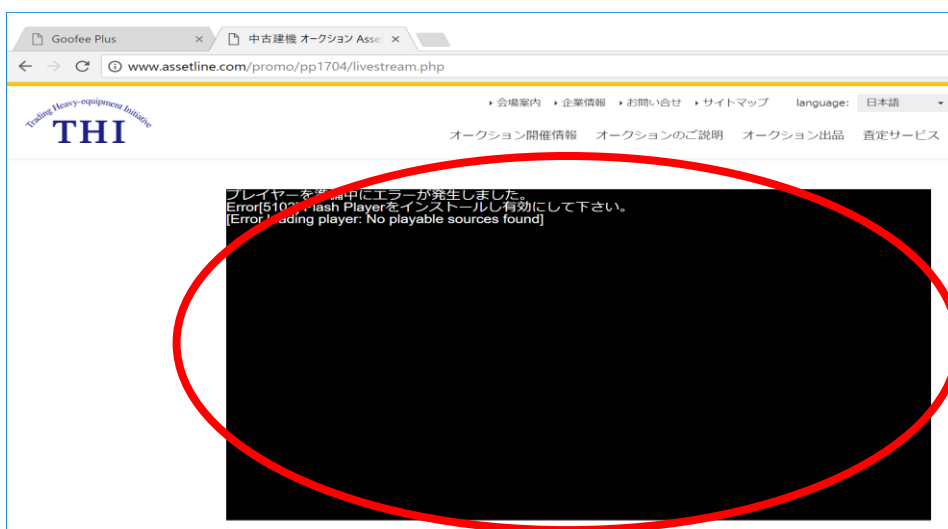 Goofee Plus
中古建機 オークション Asse
www.assetline.com/promo/pp1704/livestream.php
Trading Heavy-equipment Initiative
THI
会場案内 企業情報 お問い合せ サイトマップ language: 日本語
オークション開催情報 オークションのご説明 オークション出品 査定サービス
プレイヤーを準備中にエラーが発生しました。
Error[5102] Flash Playerをインストールし有効にして下さい。
[Error loading player: No playable sources found]